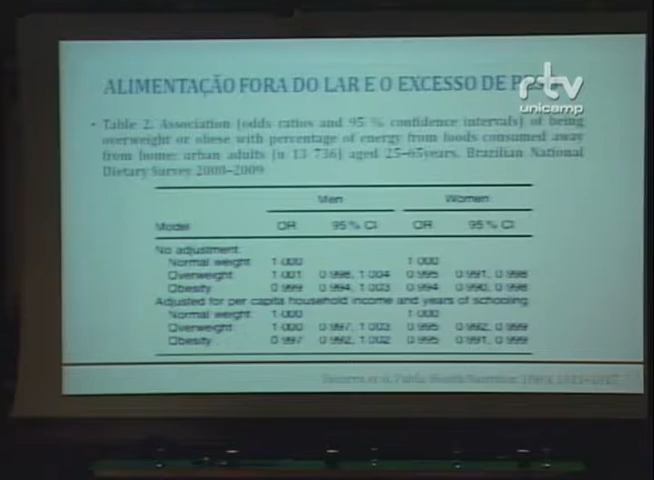 ALIMENTAÇÃO FORA DO LAR E O EXCESSO DE
rtv
unicamp
• Table 2. Association (odds ratios and 95 % confidence intervals) of being
overweight or obese with percentage of energy from foods consumed away
from home: urban adults (n 13 736) aged 25–65years. Brazilian National
Dietary Survey 2008–2009
Men Women
Model OR 95 % CI OR 95 % CI
No adjustment
Normal weight 1·000 1·000
Overweight 1·001 0·998, 1·004 0·995 0·991, 0·998
Obesity 0·999 0·994, 1·003 0·994 0·990, 0·998
Adjusted for per capita household income and years of schooling
Normal weight 1·000 1·000
Overweight 1·000 0·997, 1·003 0·995 0·992, 0·999
Obesity 0·997 0·992, 1·002 0·995 0·991, 0·999
et al. Public Health Nutrition